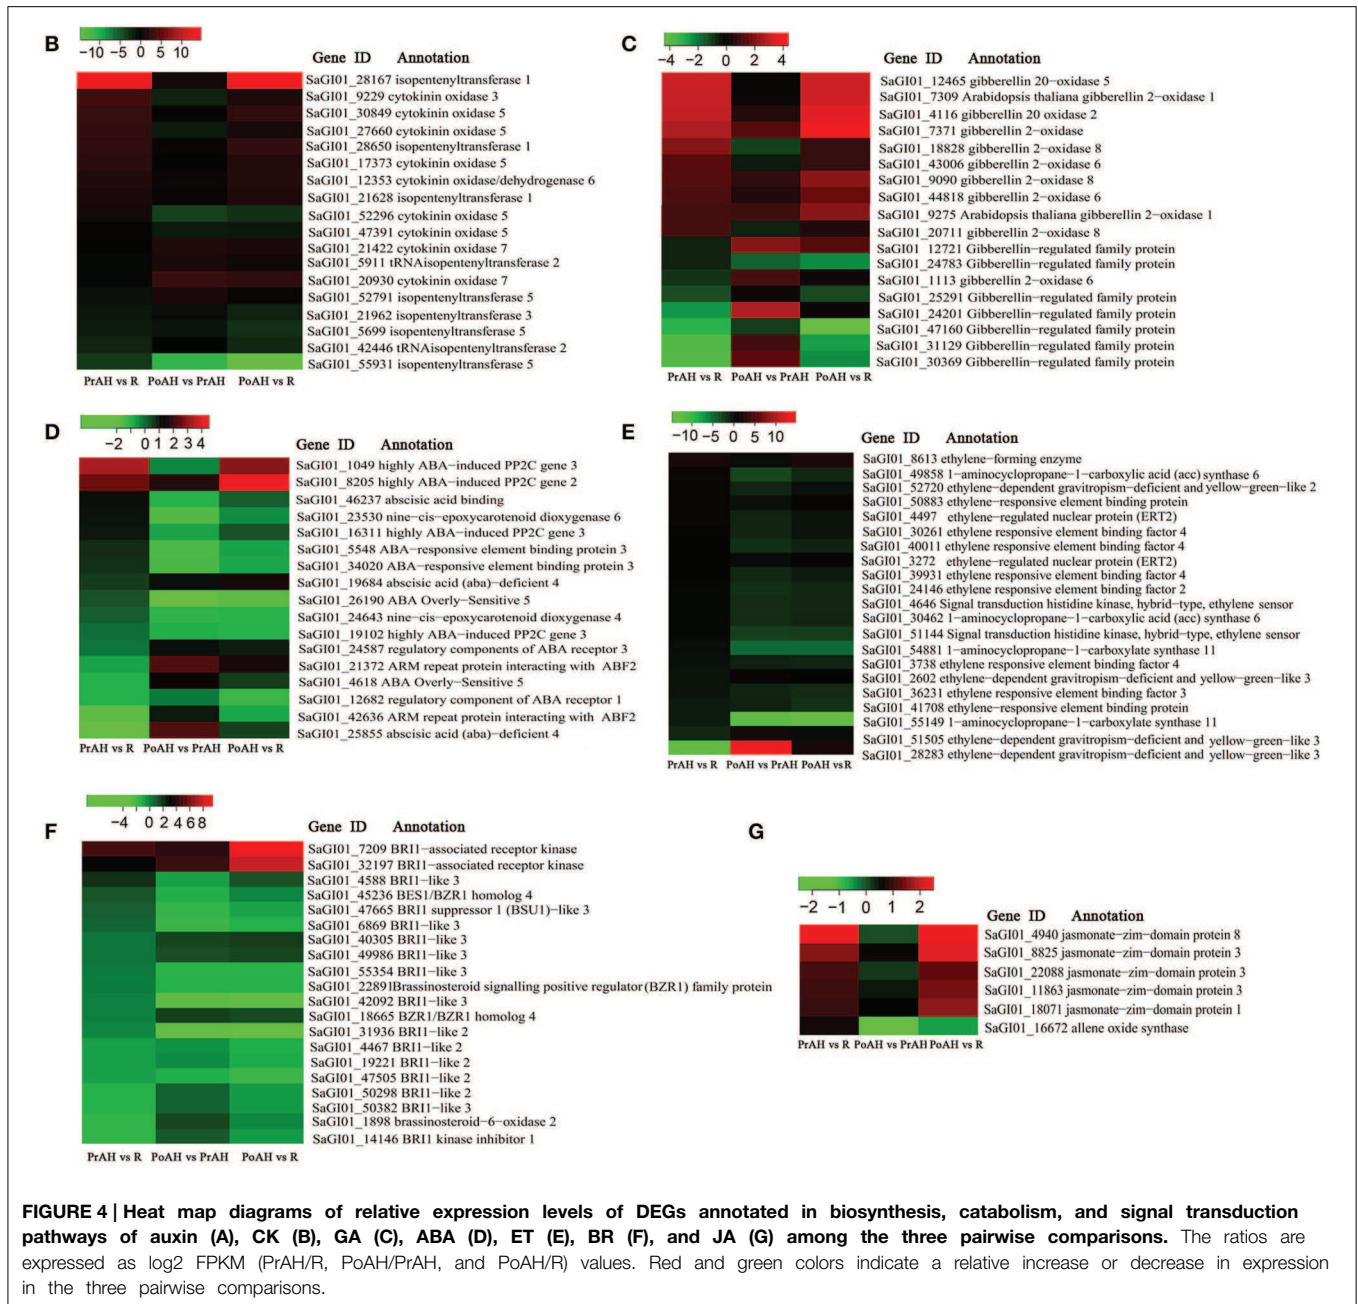 B
−10 −5 0 5 10
Gene ID Annotation
SaGI01_28167 isopentenyltransferase 1
SaGI01_9229 cytokinin oxidase 3
SaGI01_30849 cytokinin oxidase 5
SaGI01_27660 cytokinin oxidase 5
SaGI01_28650 isopentenyltransferase 1
SaGI01_17373 cytokinin oxidase 5
SaGI01_12353 cytokinin oxidase/dehydrogenase 6
SaGI01_21628 isopentenyltransferase 1
SaGI01_52296 cytokinin oxidase 5
SaGI01_47391 cytokinin oxidase 5
SaGI01_21422 cytokinin oxidase 7
SaGI01_5911 tRNAisopentenyltransferase 2
SaGI01_20930 cytokinin oxidase 7
SaGI01_52791 isopentenyltransferase 5
SaGI01_21962 isopentenyltransferase 3
SaGI01_5699 isopentenyltransferase 5
SaGI01_42446 tRNAisopentenyltransferase 2
SaGI01_55931 isopentenyltransferase 5
PrAH vs R PoAH vs PrAH PoAH vs R
C
−4 −2 0 2 4
Gene ID Annotation
SaGI01_12465 gibberellin 20−oxidase 5
SaGI01_7309 Arabidopsis thaliana gibberellin 2−oxidase 1
SaGI01_4116 gibberellin 20 oxidase 2
SaGI01_7371 gibberellin 2−oxidase
SaGI01_18828 gibberellin 2−oxidase 8
SaGI01_43006 gibberellin 2−oxidase 6
SaGI01_9090 gibberellin 2−oxidase 8
SaGI01_44818 gibberellin 2−oxidase 6
SaGI01_9275 Arabidopsis thaliana gibberellin 2−oxidase 1
SaGI01_20711 gibberellin 2−oxidase 8
SaGI01_12721 Gibberellin−regulated family protein
SaGI01_24783 Gibberellin−regulated family protein
SaGI01_1113 gibberellin 2−oxidase 6
SaGI01_25291 Gibberellin−regulated family protein
SaGI01_24201 Gibberellin−regulated family protein
SaGI01_47160 Gibberellin−regulated family protein
SaGI01_31129 Gibberellin−regulated family protein
SaGI01_30369 Gibberellin−regulated family protein
PrAH vs R PoAH vs PrAH PoAH vs R
D
−2 0 1 2 3 4
Gene ID Annotation
SaGI01_1049 highly ABA−induced PP2C gene 3
SaGI01_8205 highly ABA−induced PP2C gene 2
SaGI01_46237 abscisic acid binding
SaGI01_23530 nine−cis−epoxycarotenoid dioxygenase 6
SaGI01_16311 highly ABA−induced PP2C gene 3
SaGI01_5548 ABA−responsive element binding protein 3
SaGI01_34020 ABA−responsive element binding protein 3
SaGI01_19684 abscisic acid (aba)−deficient 4
SaGI01_26190 ABA Overly−Sensitive 5
SaGI01_24643 nine−cis−epoxycarotenoid dioxygenase 4
SaGI01_19102 highly ABA−induced PP2C gene 3
SaGI01_24587 regulatory components of ABA receptor 3
SaGI01_21372 ARM repeat protein interacting with ABF2
SaGI01_4618 ABA Overly−Sensitive 5
SaGI01_12682 regulatory component of ABA receptor 1
SaGI01_42636 ARM repeat protein interacting with ABF2
SaGI01_25855 abscisic acid (aba)−deficient 4
PrAH vs R PoAH vs PrAH PoAH vs R
E
−10 −5 0 5 10
Gene ID Annotation
SaGI01_8613 ethylene−forming enzyme
SaGI01_49858 1−aminocyclopropane−1−carboxylic acid (acc) synthase 6
SaGI01_52720 ethylene−dependent gravitropism−deficient and yellow−green−like 2
SaGI01_50883 ethylene−responsive element binding protein
SaGI01_4497 ethylene−regulated nuclear protein (ERT2)
SaGI01_30261 ethylene responsive element binding factor 4
SaGI01_40011 ethylene responsive element binding factor 4
SaGI01_3272 ethylene−regulated nuclear protein (ERT2)
SaGI01_39931 ethylene responsive element binding factor 4
SaGI01_24146 ethylene responsive element binding factor 2
SaGI01_4646 Signal transduction histidine kinase, hybrid−type, ethylene sensor
SaGI01_30462 1−aminocyclopropane−1−carboxylic acid (acc) synthase 6
SaGI01_51144 Signal transduction histidine kinase, hybrid−type, ethylene sensor
SaGI01_54881 1−aminocyclopropane−1−carboxylate synthase 11
SaGI01_3738 ethylene responsive element binding factor 4
SaGI01_2602 ethylene−dependent gravitropism−deficient and yellow−green−like 3
SaGI01_36231 ethylene responsive element binding factor 3
SaGI01_41708 ethylene−responsive element binding protein
SaGI01_55149 1−aminocyclopropane−1−carboxylate synthase 11
SaGI01_51505 ethylene−dependent gravitropism−deficient and yellow−green−like 3
SaGI01_28283 ethylene−dependent gravitropism−deficient and yellow−green−like 3
PrAH vs R PoAH vs PrAH PoAH vs R
F
−4 0 2 4 6 8
Gene ID Annotation
SaGI01_7209 BRI1−associated receptor kinase
SaGI01_32197 BRI1−associated receptor kinase
SaGI01_4588 BRI1−like 3
SaGI01_45236 BES1/BZR1 homolog 4
SaGI01_47665 BRI1 suppressor 1 (BSU1)−like 3
SaGI01_6869 BRI1−like 3
SaGI01_40305 BRI1−like 3
SaGI01_49986 BRI1−like 3
SaGI01_55354 BRI1−like 3
SaGI01_22891Brassinosteroid signalling positive regulator (BZR1) family protein
SaGI01_42092 BRI1−like 3
SaGI01_18665 BZR1/BZR1 homolog 4
SaGI01_31936 BRI1−like 2
SaGI01_4467 BRI1−like 2
SaGI01_19221 BRI1−like 2
SaGI01_47505 BRI1−like 2
SaGI01_50298 BRI1−like 2
SaGI01_50382 BRI1−like 3
SaGI01_1898 brassinosteroid−6−oxidase 2
SaGI01_14146 BRI1 kinase inhibitor 1
PrAH vs R PoAH vs PrAH PoAH vs R
G
−2 −1 0 1 2
Gene ID Annotation
SaGI01_4940 jasmonate−zim−domain protein 8
SaGI01_8825 jasmonate−zim−domain protein 3
SaGI01_22088 jasmonate−zim−domain protein 3
SaGI01_11863 jasmonate−zim−domain protein 3
SaGI01_18071 jasmonate−zim−domain protein 1
SaGI01_16672 allene oxide synthase
PrAH vs R PoAH vs PrAH PoAH vs R
FIGURE 4 | Heat map diagrams of relative expression levels of DEGs annotated in biosynthesis, catabolism, and signal transduction
pathways of auxin (A), CK (B), GA (C), ABA (D), ET (E), BR (F), and JA (G) among the three pairwise comparisons. The ratios are
expressed as log2 FPKM (PrAH/R, PoAH/PrAH, and PoAH/R) values. Red and green colors indicate a relative increase or decrease in expression
in the three pairwise comparisons.